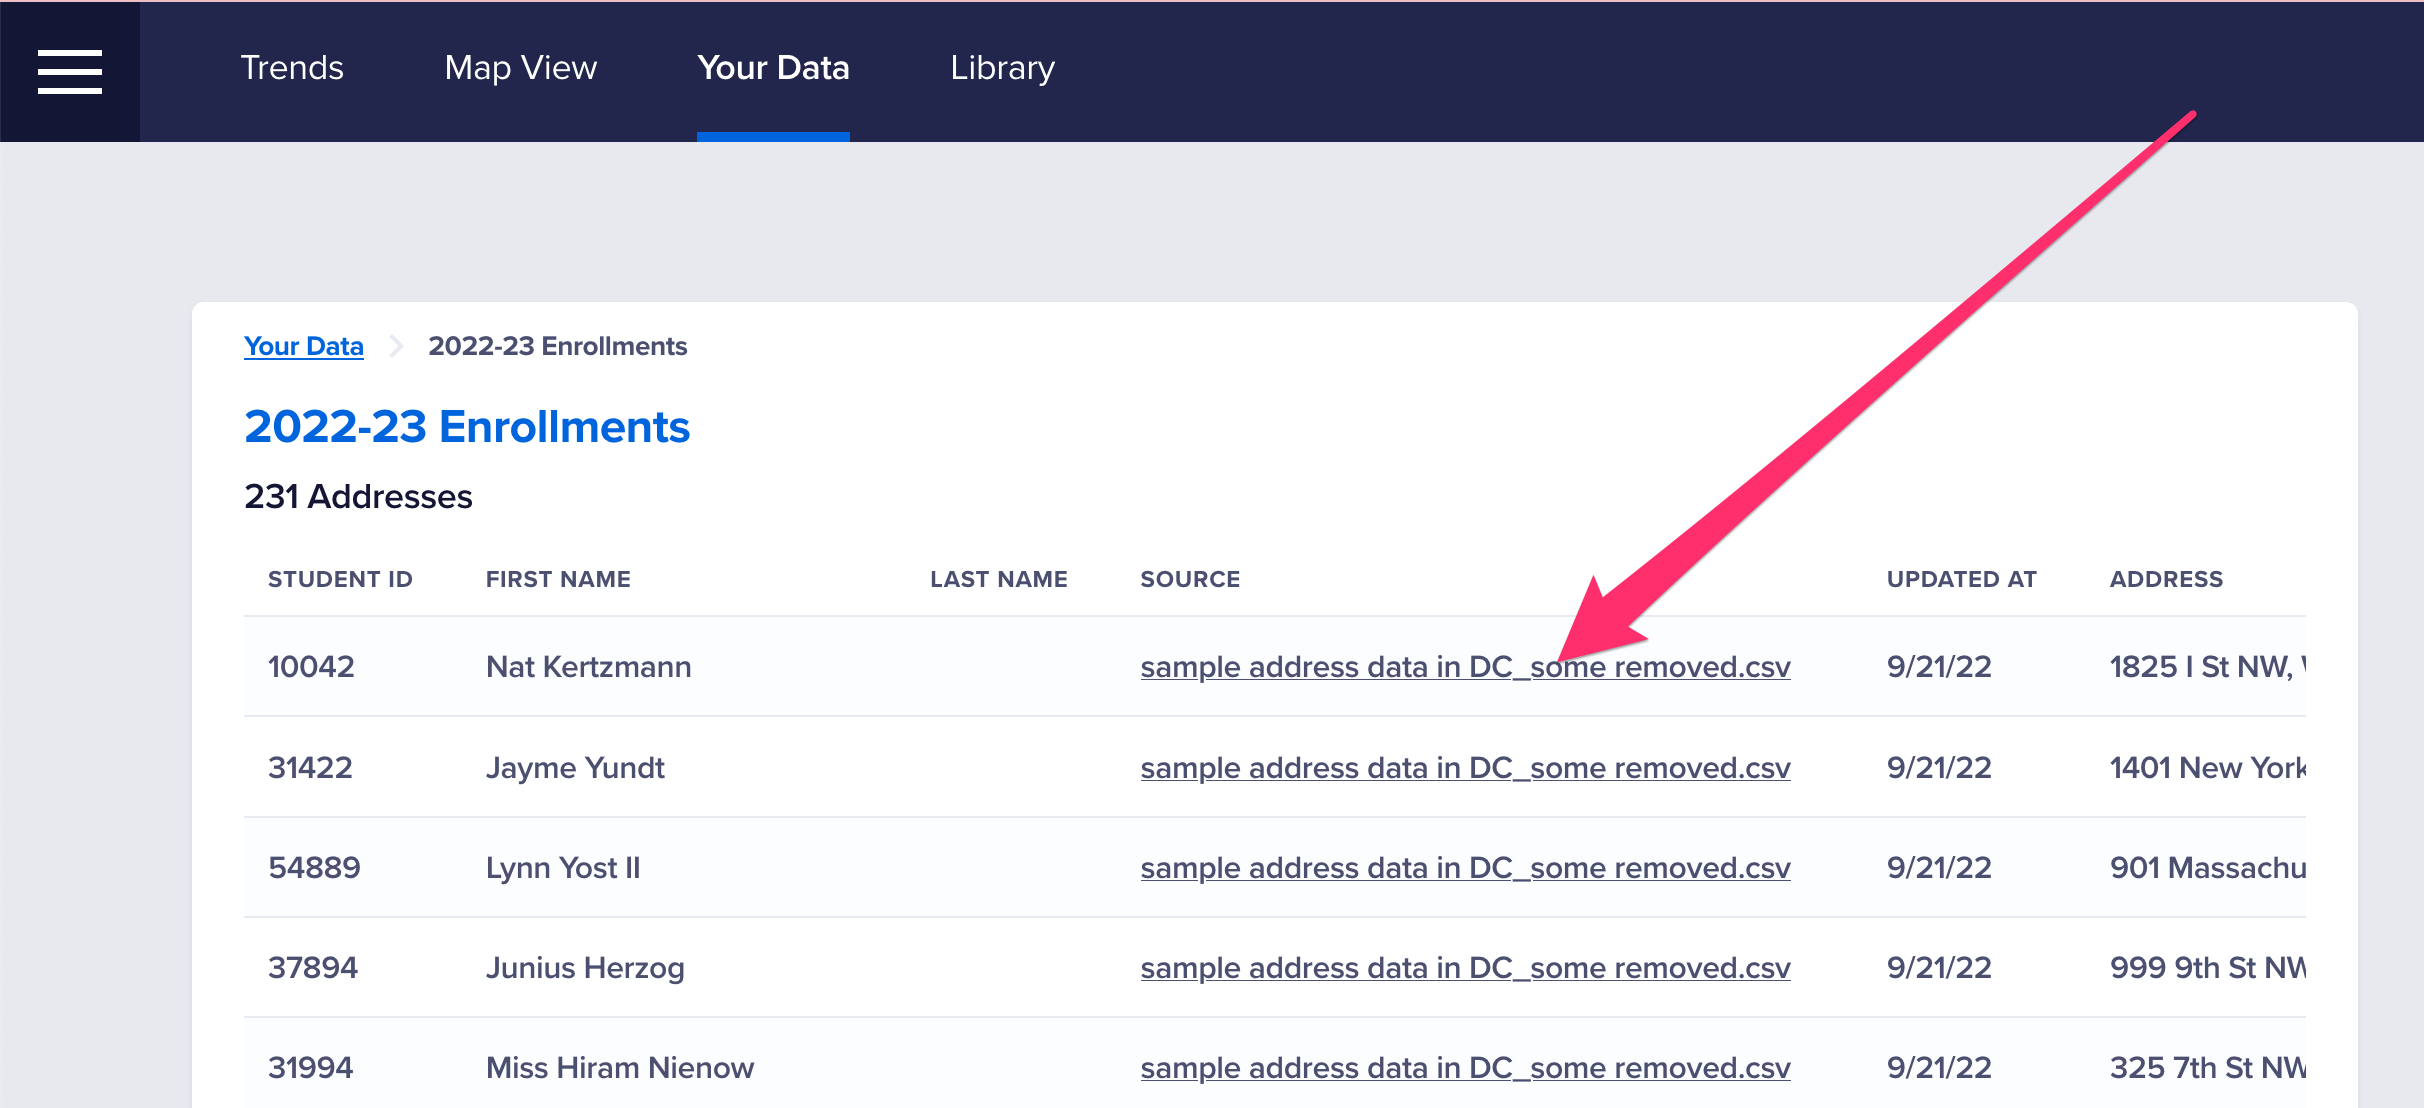 Trends Map View Your Data Library
Your Data 2022-23 Enrollments
2022-23 Enrollments
231 Addresses
STUDENT ID FIRST NAME LAST NAME SOURCE UPDATED AT ADDRESS
10042 Nat Kertzmann sample address data in DC_some removed.csv 9/21/22 1825 I St NW,
31422 Jayme Yundt sample address data in DC_some removed.csv 9/21/22 1401 New York
54889 Lynn Yost II sample address data in DC_some removed.csv 9/21/22 901 Massachu
37894 Junius Herzog sample address data in DC_some removed.csv 9/21/22 999 9th St NW
31994 Miss Hiram Nienow sample address data in DC_some removed.csv 9/21/22 325 7th St NW